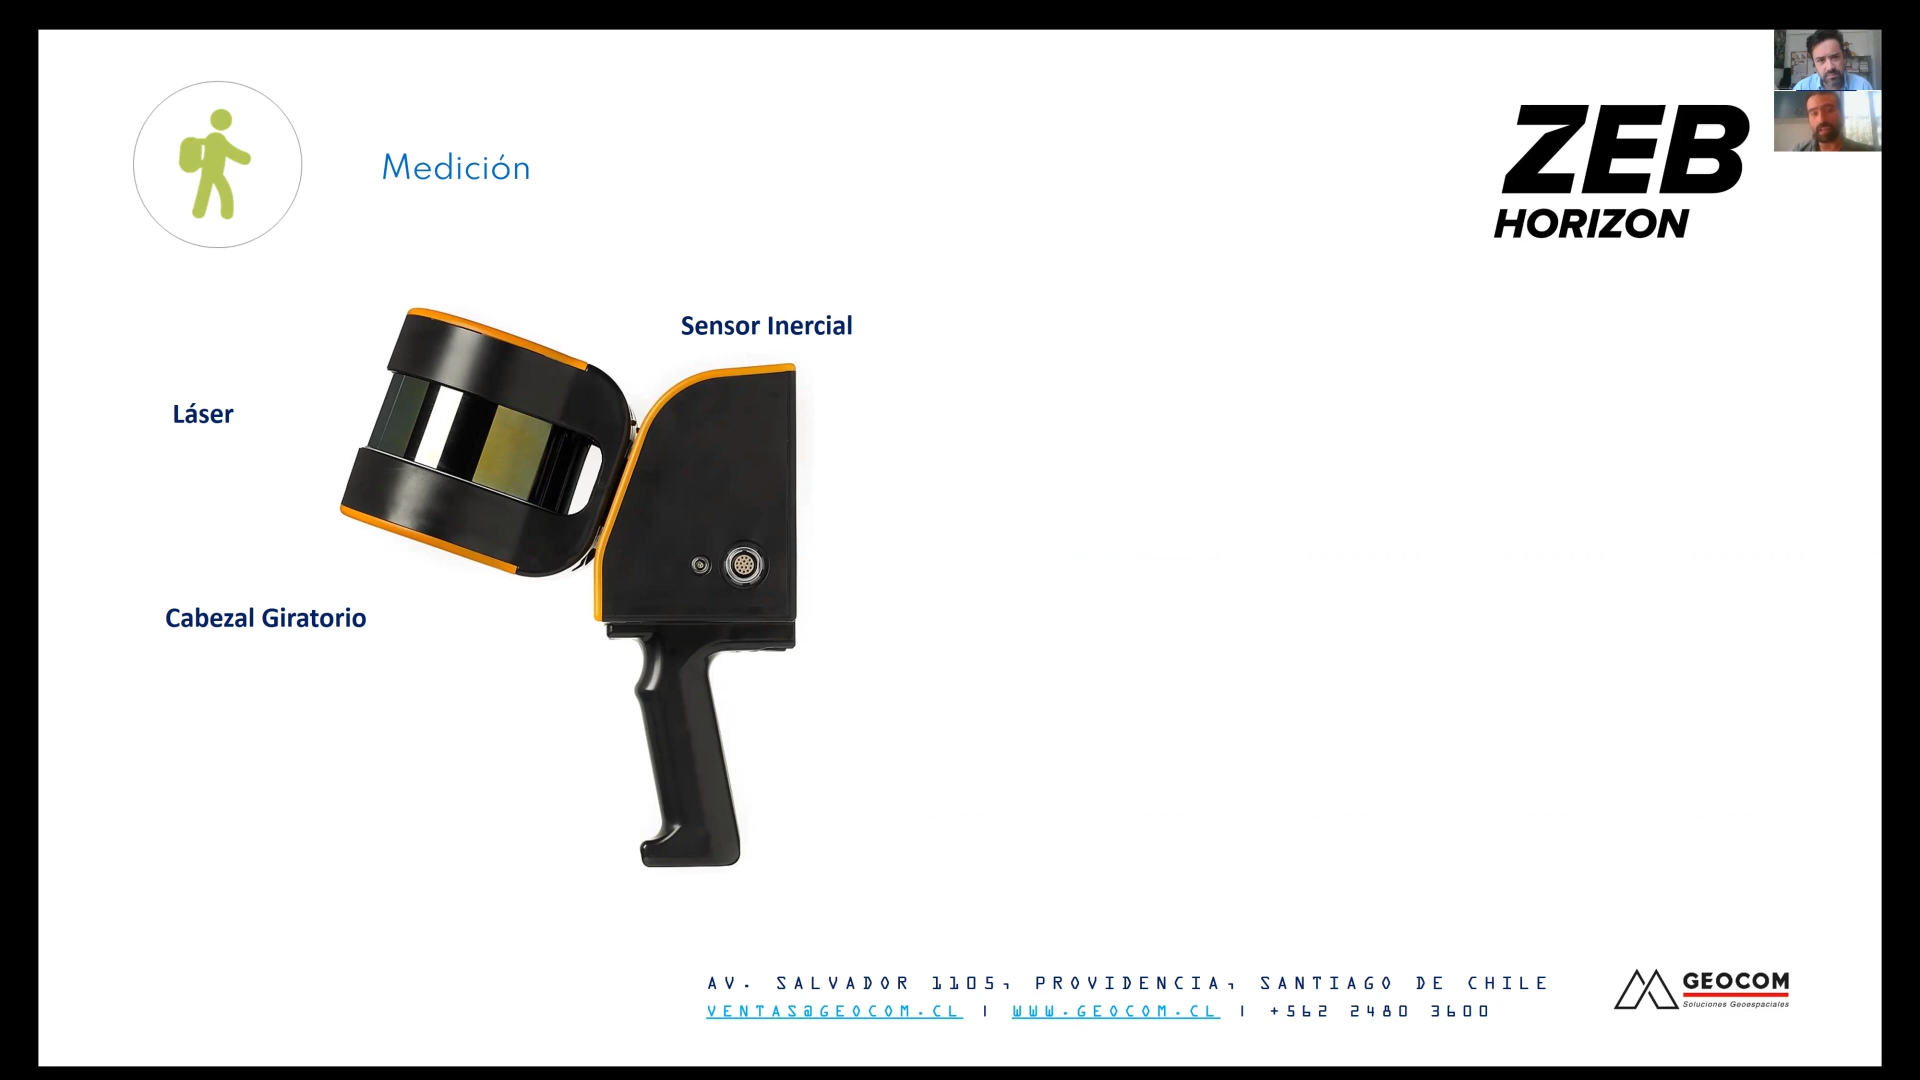 Medición
ZEB
HORIZON
Sensor Inercial
Láser
Cabezal Giratorio
AV. SALVADOR 1105, PROVIDENCIA, SANTIAGO DE CHILE
VENTAS@GEOCOM.CL | WWW.GEOCOM.CL | +562 2480 3600
GEOCOM
Soluciones Geoespaciales